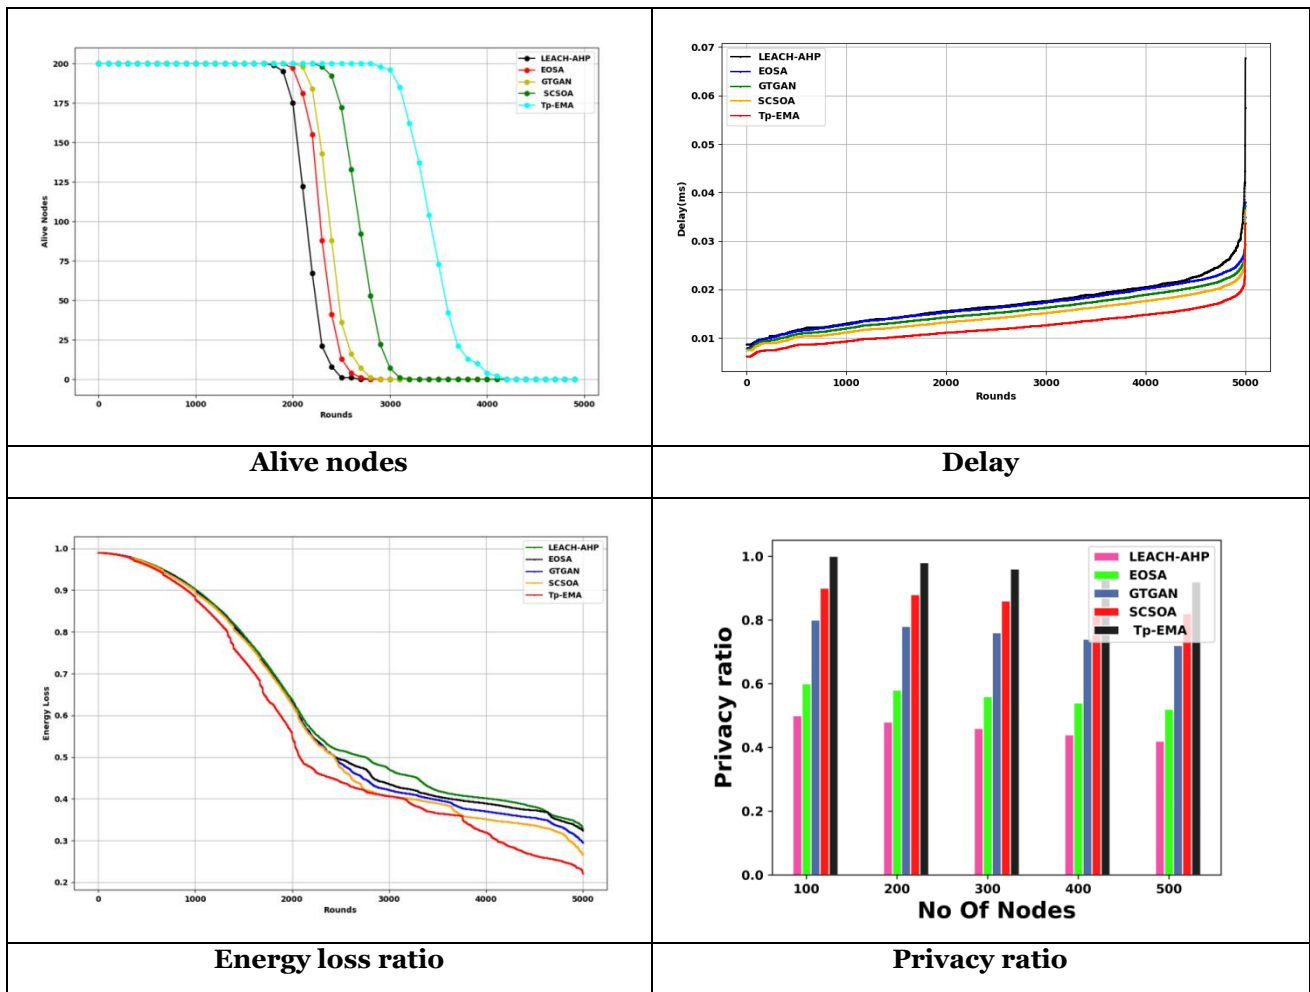 200
175
150
125
100
75
50
25
0
Alive Nodes
0 1000 2000 3000 4000 5000
Rounds
LEACH-AHP
EOSA
GTGAN
SCSOA
Tp-EMA
Alive nodes
0.07
0.06
0.05
0.04
0.03
0.02
0.01
Delay(ms)
0 1000 2000 3000 4000 5000
Rounds
LEACH-AHP
EOSA
GTGAN
SCSOA
Tp-EMA
Delay
1.0
0.9
0.8
0.7
0.6
0.5
0.4
0.3
0.2
Energy Loss
0 1000 2000 3000 4000 5000
Rounds
LEACH-AHP
EOSA
GTGAN
SCSOA
Tp-EMA
Energy loss ratio
1.0
0.8
0.6
0.4
0.2
0.0
Privacy ratio
100 200 300 400 500
No Of Nodes
LEACH-AHP
EOSA
GTGAN
SCSOA
Tp-EMA
Privacy ratio